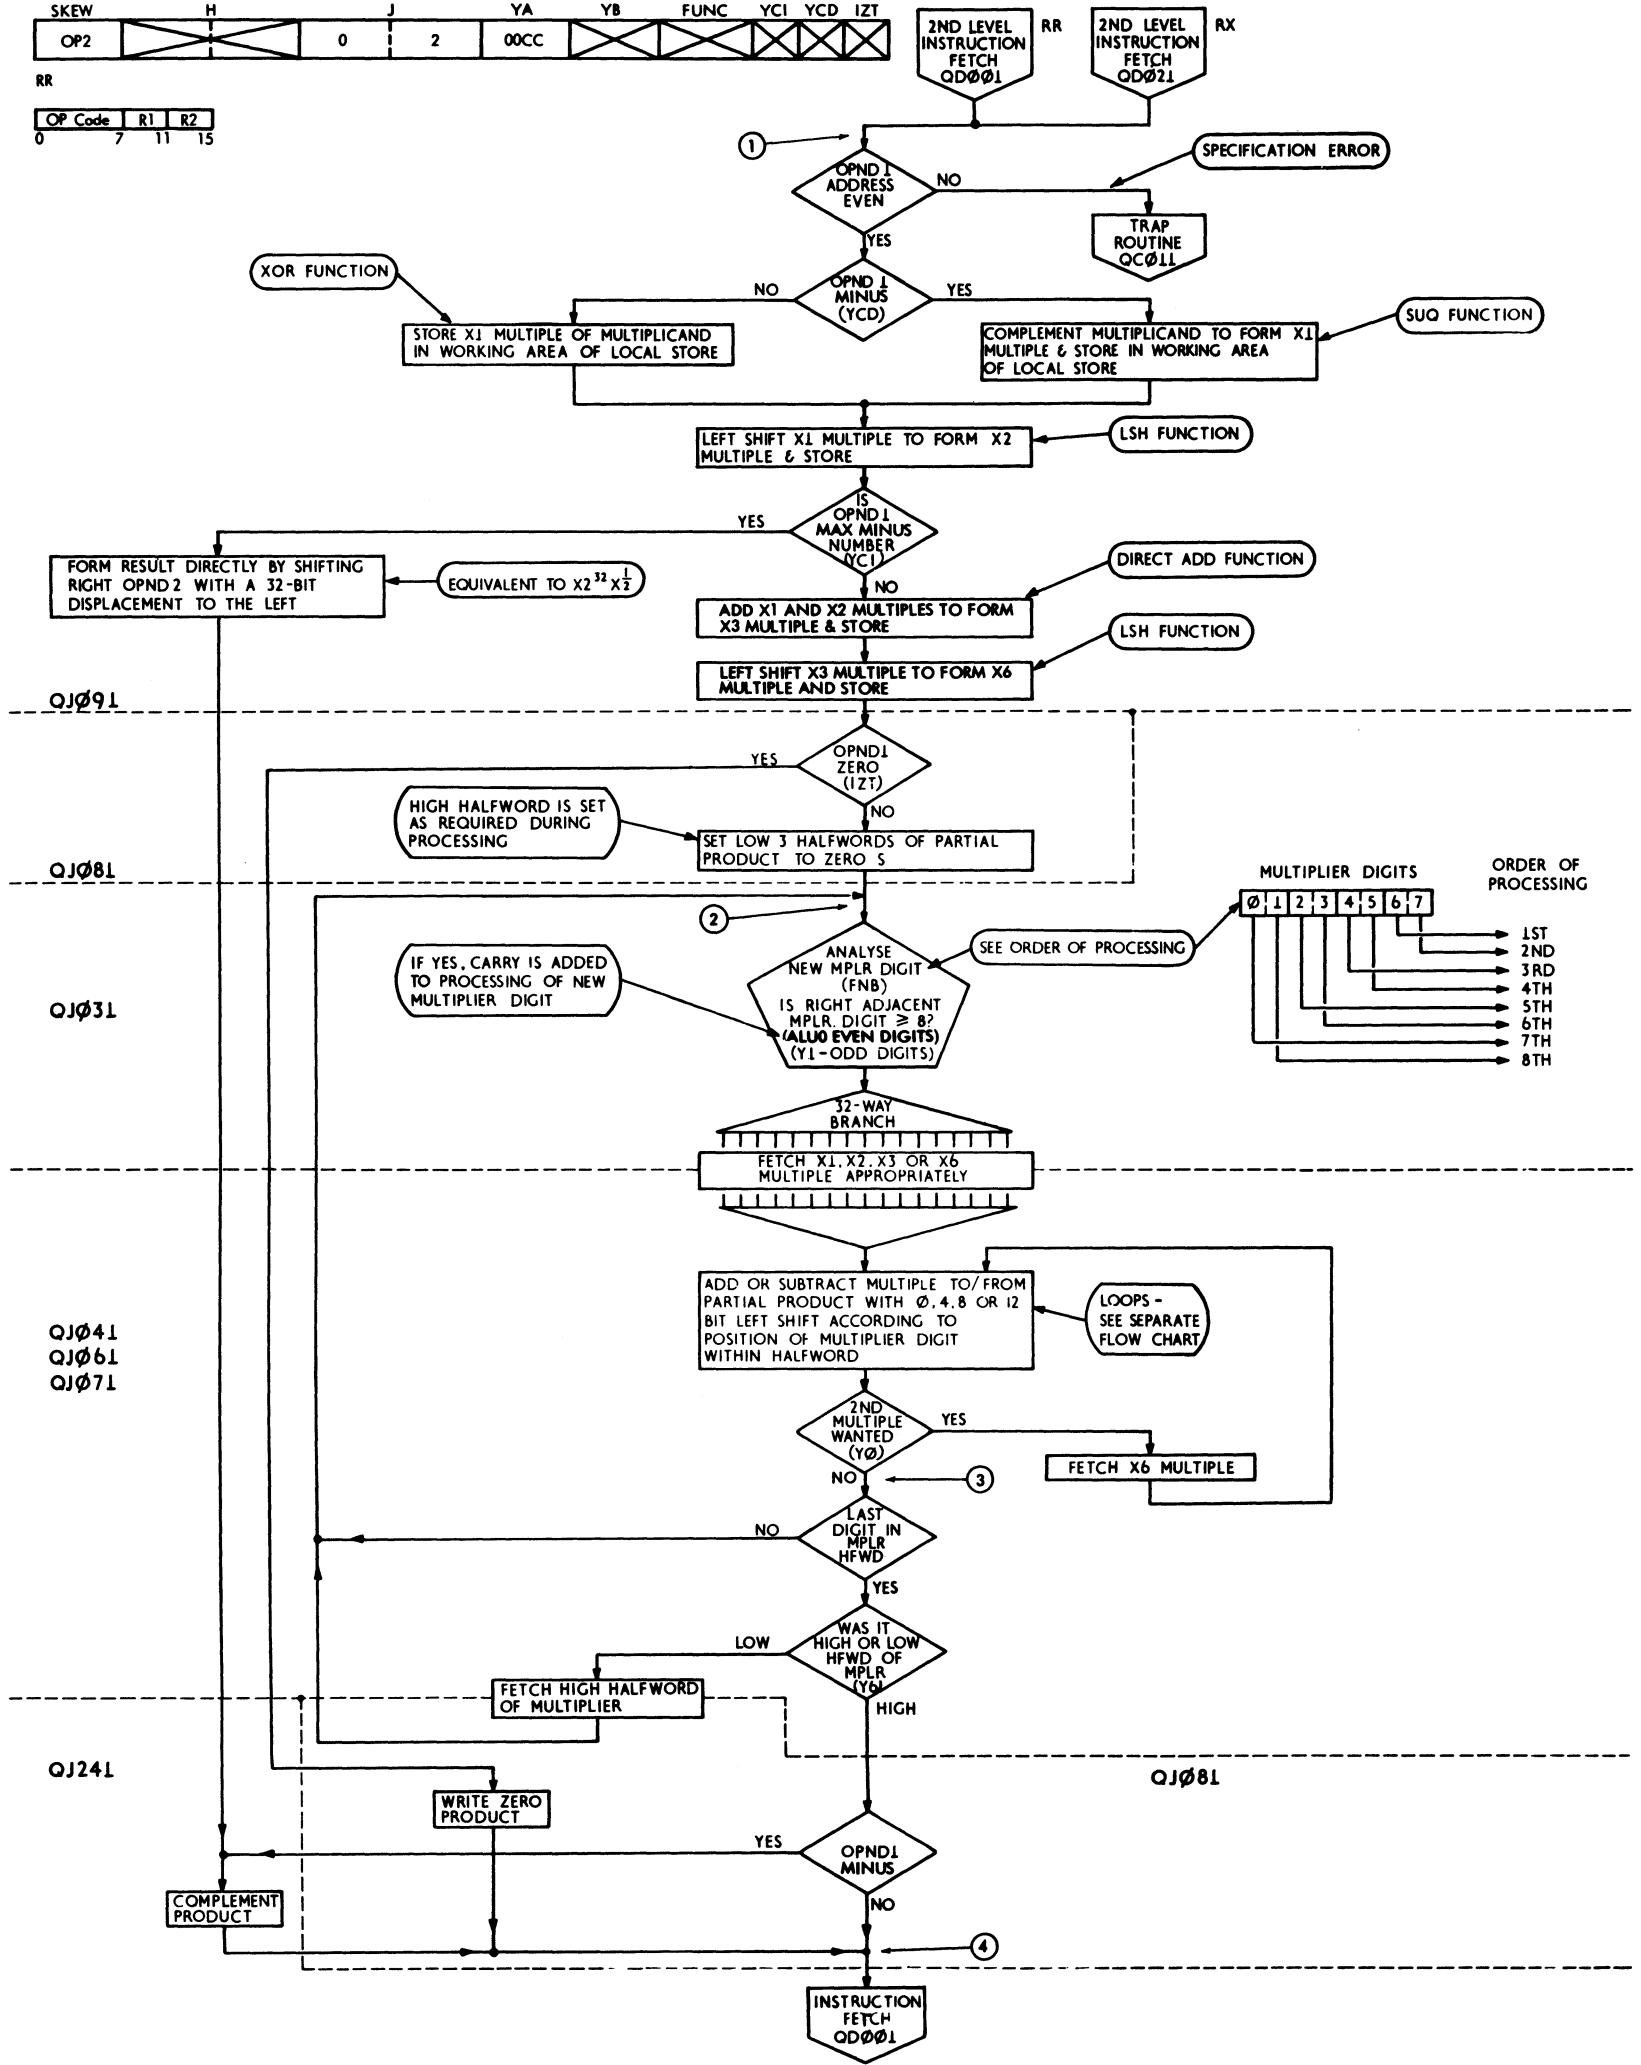 SKEW H J YA YB FUNC YCI YCD IZT
OP2 0 2 00CC
RR
OP Code R1 R2
0 7 11 15
2ND LEVEL
INSTRUCTION
FETCH
QDØØ1
RR
2ND LEVEL
INSTRUCTION
FETCH
QDØ21
RX
1
SPECIFICATION ERROR
OPND 1
ADDRESS
EVEN
NO
YES
TRAP
ROUTINE
QCØ11
XOR FUNCTION
OPND 1
MINUS
(YCD)
NO
YES
SUQ FUNCTION
STORE X1 MULTIPLE OF MULTIPLICAND
IN WORKING AREA OF LOCAL STORE
COMPLEMENT MULTIPLICAND TO FORM X1
MULTIPLE & STORE IN WORKING AREA
OF LOCAL STORE
LEFT SHIFT X1 MULTIPLE TO FORM X2
MULTIPLE & STORE
LSH FUNCTION
IS
OPND1
MAX MINUS
NUMBER
(YCI)
YES
NO
FORM RESULT DIRECTLY BY SHIFTING
RIGHT OPND 2 WITH A 32-BIT
DISPLACEMENT TO THE LEFT
EQUIVALENT TO X2³² X½
DIRECT ADD FUNCTION
ADD X1 AND X2 MULTIPLES TO FORM
X3 MULTIPLE & STORE
LSH FUNCTION
LEFT SHIFT X3 MULTIPLE TO FORM X6
MULTIPLE AND STORE
QJØ91
OPND1
ZERO
(IZT)
YES
NO
HIGH HALFWORD IS SET
AS REQUIRED DURING
PROCESSING
SET LOW 3 HALFWORDS OF PARTIAL
PRODUCT TO ZERO S
QJØ81
MULTIPLIER DIGITS
ORDER OF
PROCESSING
Ø 1 2 3 4 5 6 7
1ST
2ND
3RD
4TH
5TH
6TH
7TH
8TH
2
SEE ORDER OF PROCESSING
ANALYSE
NEW MPLR DIGIT
(FNB)
IS RIGHT ADJACENT
MPLR. DIGIT ≥ 8?
(ALU0 EVEN DIGITS)
(Y1-ODD DIGITS)
IF YES, CARRY IS ADDED
TO PROCESSING OF NEW
MULTIPLIER DIGIT
QJØ31
32-WAY
BRANCH
FETCH X1, X2, X3 OR X6
MULTIPLE APPROPRIATELY
ADD OR SUBTRACT MULTIPLE TO/FROM
PARTIAL PRODUCT WITH Ø,4,8 OR 12
BIT LEFT SHIFT ACCORDING TO
POSITION OF MULTIPLIER DIGIT
WITHIN HALFWORD
LOOPS -
SEE SEPARATE
FLOW CHART
QJØ41
QJØ61
QJØ71
2ND
MULTIPLE
WANTED
(YØ)
YES
NO
3
FETCH X6 MULTIPLE
LAST
DIGIT IN
MPLR
HFWD
NO
YES
WAS IT
HIGH OR LOW
HFWD OF
MPLR
(Y6)
LOW
HIGH
FETCH HIGH HALFWORD
OF MULTIPLIER
QJ241
QJØ81
WRITE ZERO
PRODUCT
OPND1
MINUS
YES
NO
COMPLEMENT
PRODUCT
4
INSTRUCTION
FETCH
QDØØ1